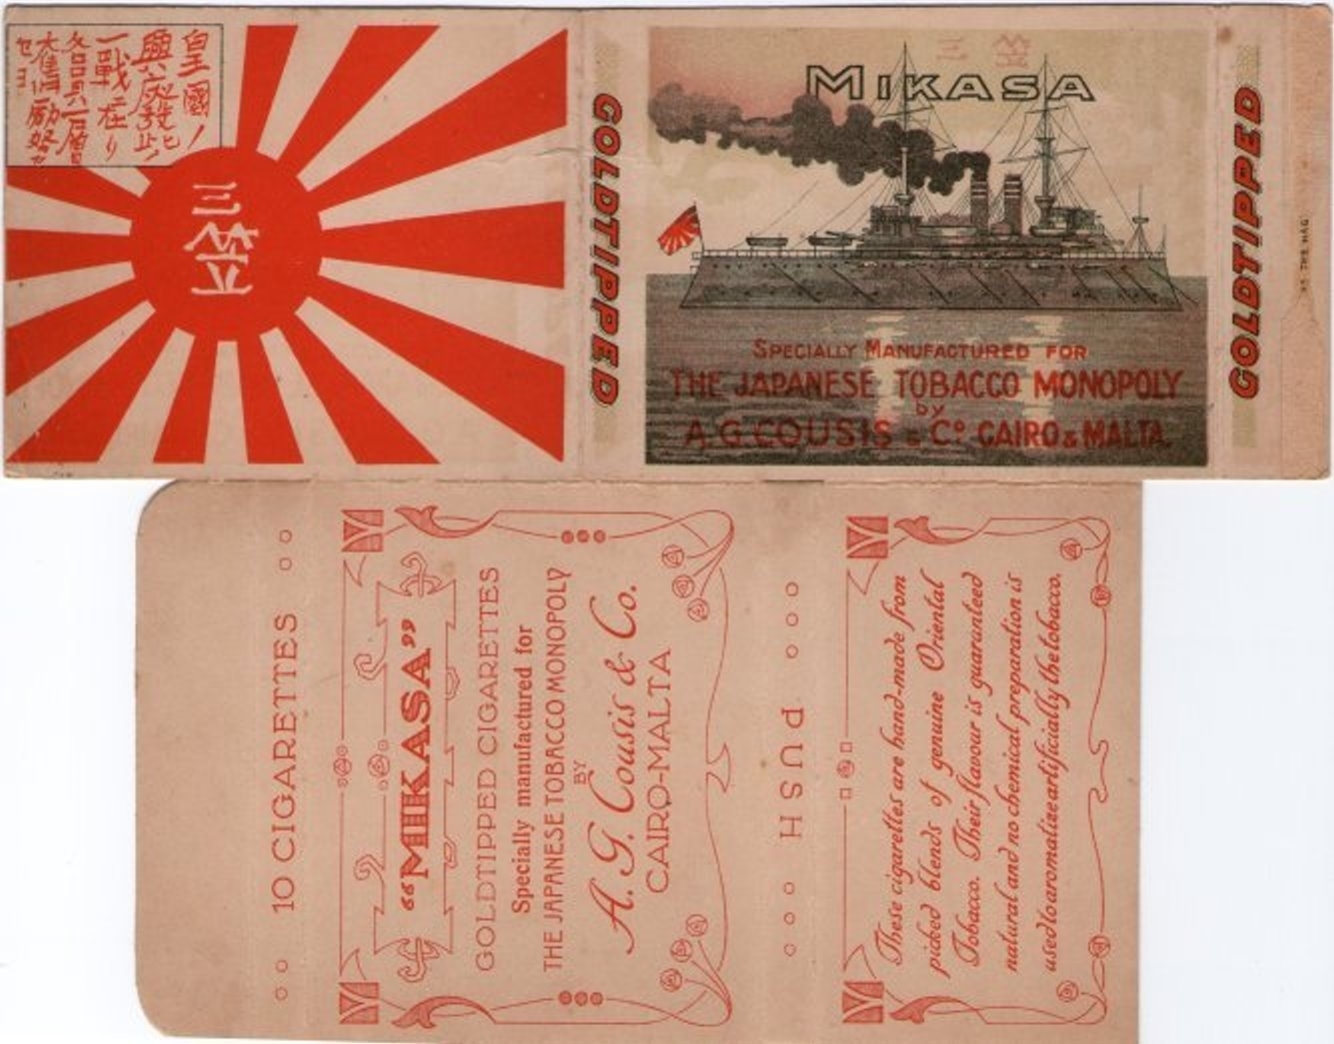 皇國ノ
興廢此ノ
一戰ニ在リ
各員一層
奮勵努力
セヨ
三笠
GOLDTIPPED
三笠
MIKASA
SPECIALLY MANUFACTURED FOR
THE JAPANESE TOBACCO MONOPOLY
by
A.G. COUSIS & Co. CAIRO & MALTA.
GOLDTIPPED
10 CIGARETTES
“MIKASA”
GOLDTIPPED CIGARETTES
Specially manufactured for
THE JAPANESE TOBACCO MONOPOLY
BY
A. G. Cousis & Co.
CAIRO-MALTA
PUSH
These cigarettes are hand-made from
picked blends of genuine Oriental
Tobacco. Their flavour is guaranteed
natural and no chemical preparation is
used to aromatize artificially the tobacco.